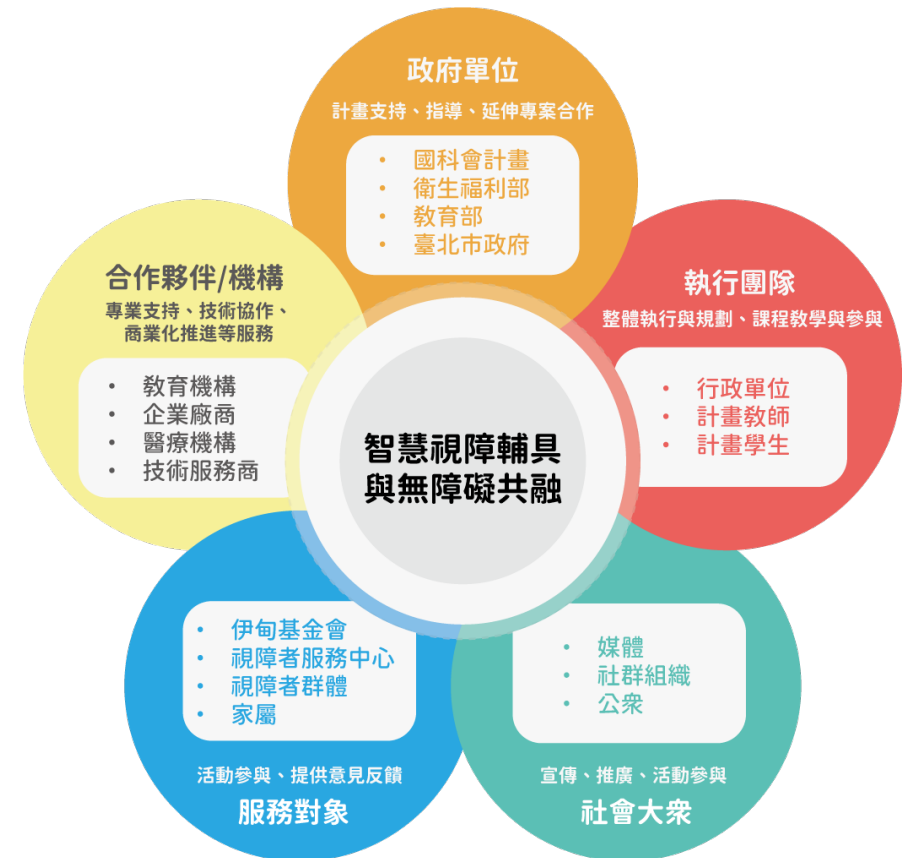 政府單位
計畫支持、指導、延伸專案合作
• 國科會計畫
• 衛生福利部
• 教育部
• 臺北市政府
合作夥伴/機構
專業支持、技術協作、
商業化推進等服務
• 教育機構
• 企業廠商
• 醫療機構
• 技術服務商
執行團隊
整體執行與規劃、課程教學與參與
• 行政單位
• 計畫教師
• 計畫學生
智慧視障輔具
與無障礙共融
• 伊甸基金會
• 視障者服務中心
• 視障者群體
• 家屬
活動參與、提供意見反饋
服務對象
• 媒體
• 社群組織
• 公眾
宣傳、推廣、活動參與
社會大眾